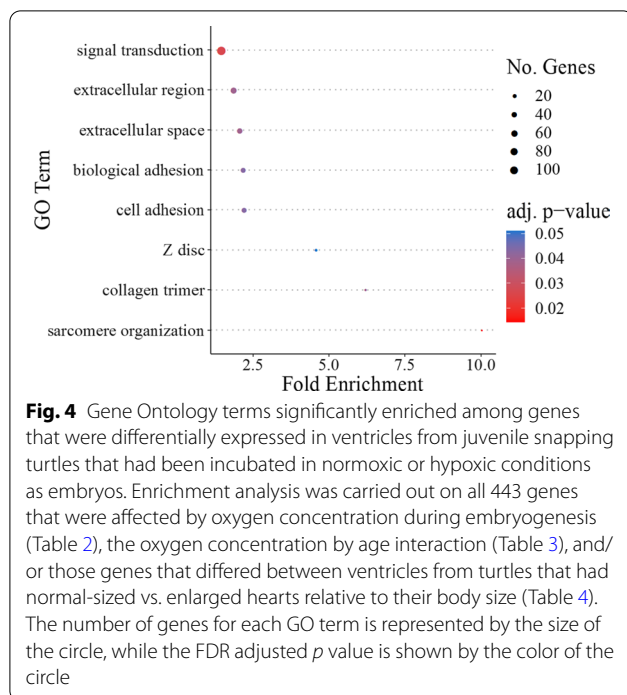 signal transduction
extracellular region
extracellular space
biological adhesion
cell adhesion
Z disc
collagen trimer
sarcomere organization
GO Term
2.5 5.0 7.5 10.0
Fold Enrichment
No. Genes
20
40
60
80
100
adj. p−value
0.05
0.04
0.03
0.02
Fig. 4 Gene Ontology terms significantly enriched among genes
that were differentially expressed in ventricles from juvenile snapping
turtles that had been incubated in normoxic or hypoxic conditions
as embryos. Enrichment analysis was carried out on all 443 genes
that were affected by oxygen concentration during embryogenesis
(Table 2), the oxygen concentration by age interaction (Table 3), and/
or those genes that differed between ventricles from turtles that had
normal-sized vs. enlarged hearts relative to their body size (Table 4).
The number of genes for each GO term is represented by the size of
the circle, while the FDR adjusted p value is shown by the color of the
circle